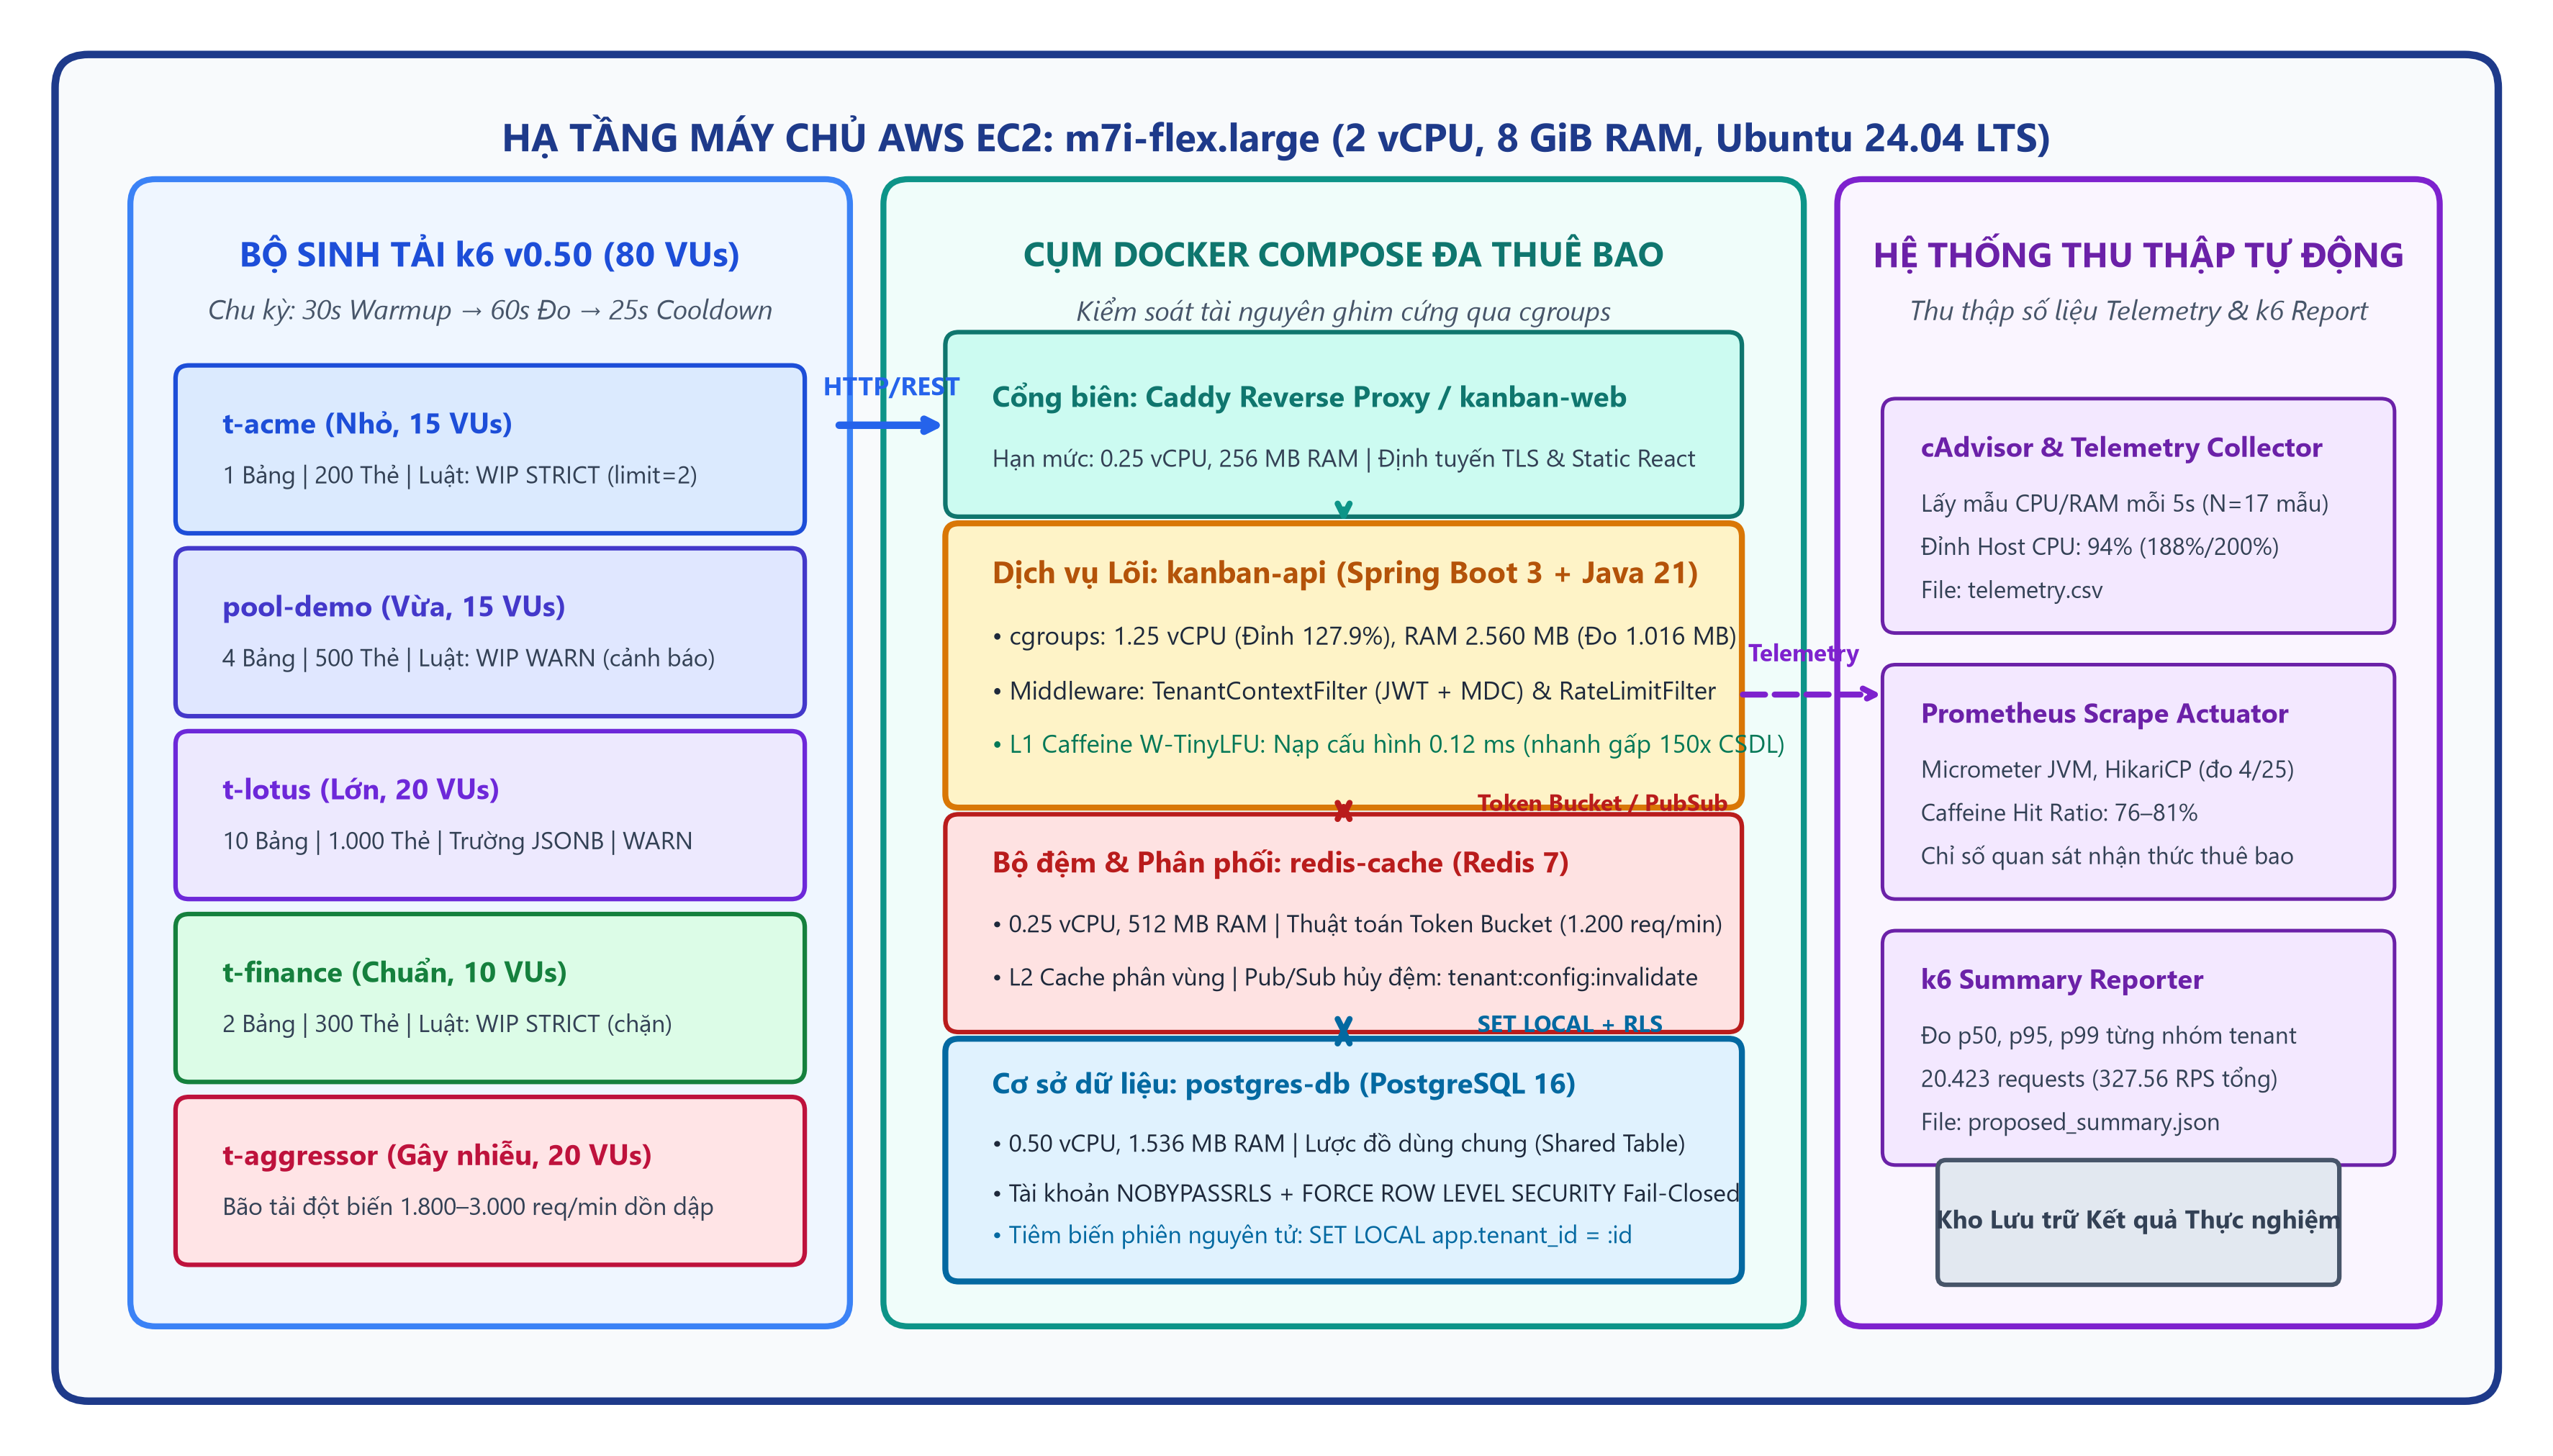 HẠ TẦNG MÁY CHỦ AWS EC2: m7i-flex.large (2 vCPU, 8 GiB RAM, Ubuntu 24.04 LTS)
BỘ SINH TẢI k6 v0.50 (80 VUs)
Chu kỳ: 30s Warmup → 60s Đo → 25s Cooldown
t-acme (Nhỏ, 15 VUs)
1 Bảng | 200 Thẻ | Luật: WIP STRICT (limit=2)
pool-demo (Vừa, 15 VUs)
4 Bảng | 500 Thẻ | Luật: WIP WARN (cảnh báo)
t-lotus (Lớn, 20 VUs)
10 Bảng | 1.000 Thẻ | Trường JSONB | WARN
t-finance (Chuẩn, 10 VUs)
2 Bảng | 300 Thẻ | Luật: WIP STRICT (chặn)
t-aggressor (Gây nhiễu, 20 VUs)
Bão tải đột biến 1.800–3.000 req/min dồn dập
HTTP/REST
CỤM DOCKER COMPOSE ĐA THUÊ BAO
Kiểm soát tài nguyên ghim cứng qua cgroups
Cổng biên: Caddy Reverse Proxy / kanban-web
Hạn mức: 0.25 vCPU, 256 MB RAM | Định tuyến TLS & Static React
Dịch vụ Lõi: kanban-api (Spring Boot 3 + Java 21)
• cgroups: 1.25 vCPU (Đỉnh 127.9%), RAM 2.560 MB (Đo 1.016 MB)
• Middleware: TenantContextFilter (JWT + MDC) & RateLimitFilter
• L1 Caffeine W-TinyLFU: Nạp cấu hình 0.12 ms (nhanh gấp 150x CSDL)
Token Bucket / PubSub
Bộ đệm & Phân phối: redis-cache (Redis 7)
• 0.25 vCPU, 512 MB RAM | Thuật toán Token Bucket (1.200 req/min)
• L2 Cache phân vùng | Pub/Sub hủy đệm: tenant:config:invalidate
SET LOCAL + RLS
Cơ sở dữ liệu: postgres-db (PostgreSQL 16)
• 0.50 vCPU, 1.536 MB RAM | Lược đồ dùng chung (Shared Table)
• Tài khoản NOBYPASSRLS + FORCE ROW LEVEL SECURITY Fail-Closed
• Tiêm biến phiên nguyên tử: SET LOCAL app.tenant_id = :id
Telemetry
HỆ THỐNG THU THẬP TỰ ĐỘNG
Thu thập số liệu Telemetry & k6 Report
cAdvisor & Telemetry Collector
Lấy mẫu CPU/RAM mỗi 5s (N=17 mẫu)
Đỉnh Host CPU: 94% (188%/200%)
File: telemetry.csv
Prometheus Scrape Actuator
Micrometer JVM, HikariCP (đo 4/25)
Caffeine Hit Ratio: 76–81%
Chỉ số quan sát nhận thức thuê bao
k6 Summary Reporter
Đo p50, p95, p99 từng nhóm tenant
20.423 requests (327.56 RPS tổng)
File: proposed_summary.json
Kho Lưu trữ Kết quả Thực nghiệm